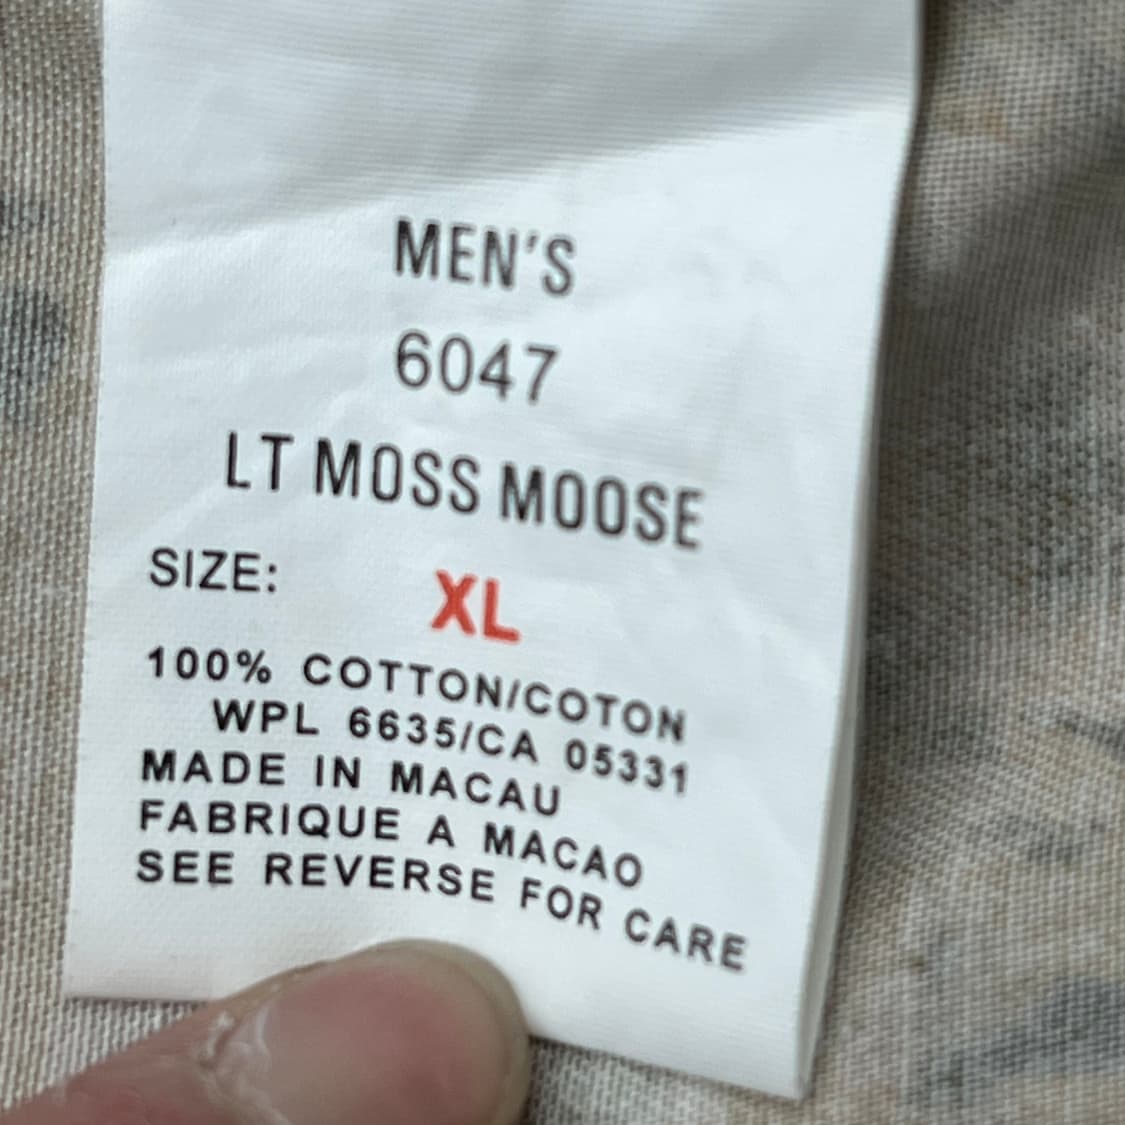 MEN'S
6047
LT MOSS MOOSE
SIZE: XL
100% COTTON/COTON
WPL 6635/CA 05331
MADE IN MACAU
FABRIQUE A MACAO
SEE REVERSE FOR CARE